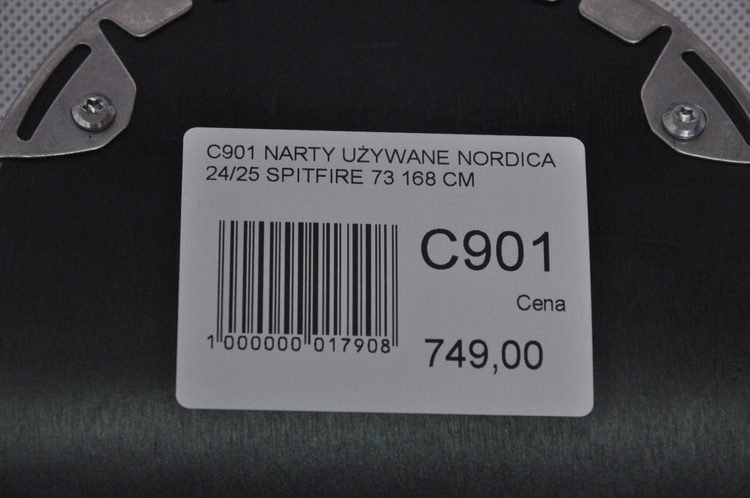 C901 NARTY UŻYWANE NORDICA
24/25 SPITFIRE 73 168 CM
C901
Cena
749,00
1 000000 017908